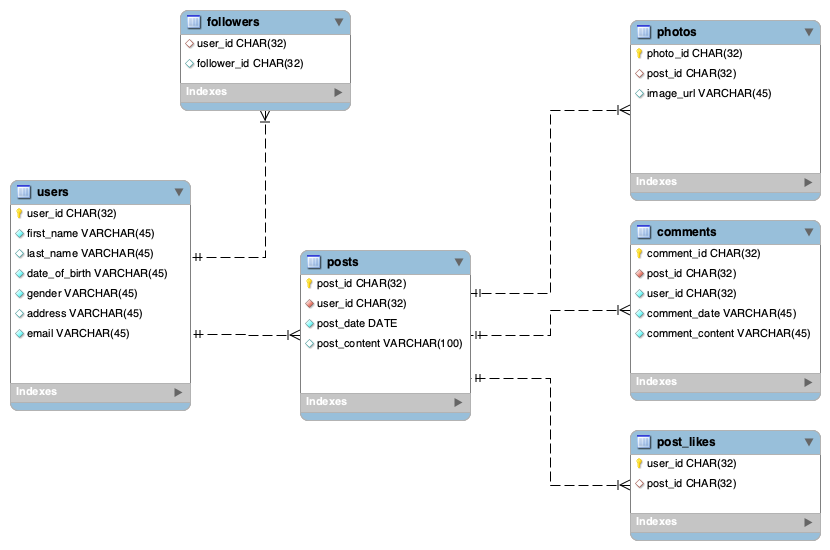 followers
user_id CHAR(32)
follower_id CHAR(32)
Indexes
users
user_id CHAR(32)
first_name VARCHAR(45)
last_name VARCHAR(45)
date_of_birth VARCHAR(45)
gender VARCHAR(45)
address VARCHAR(45)
email VARCHAR(45)
Indexes
posts
post_id CHAR(32)
user_id CHAR(32)
post_date DATE
post_content VARCHAR(100)
Indexes
photos
photo_id CHAR(32)
post_id CHAR(32)
image_url VARCHAR(45)
Indexes
comments
comment_id CHAR(32)
post_id CHAR(32)
user_id CHAR(32)
comment_date VARCHAR(45)
comment_content VARCHAR(45)
Indexes
post_likes
user_id CHAR(32)
post_id CHAR(32)
Indexes